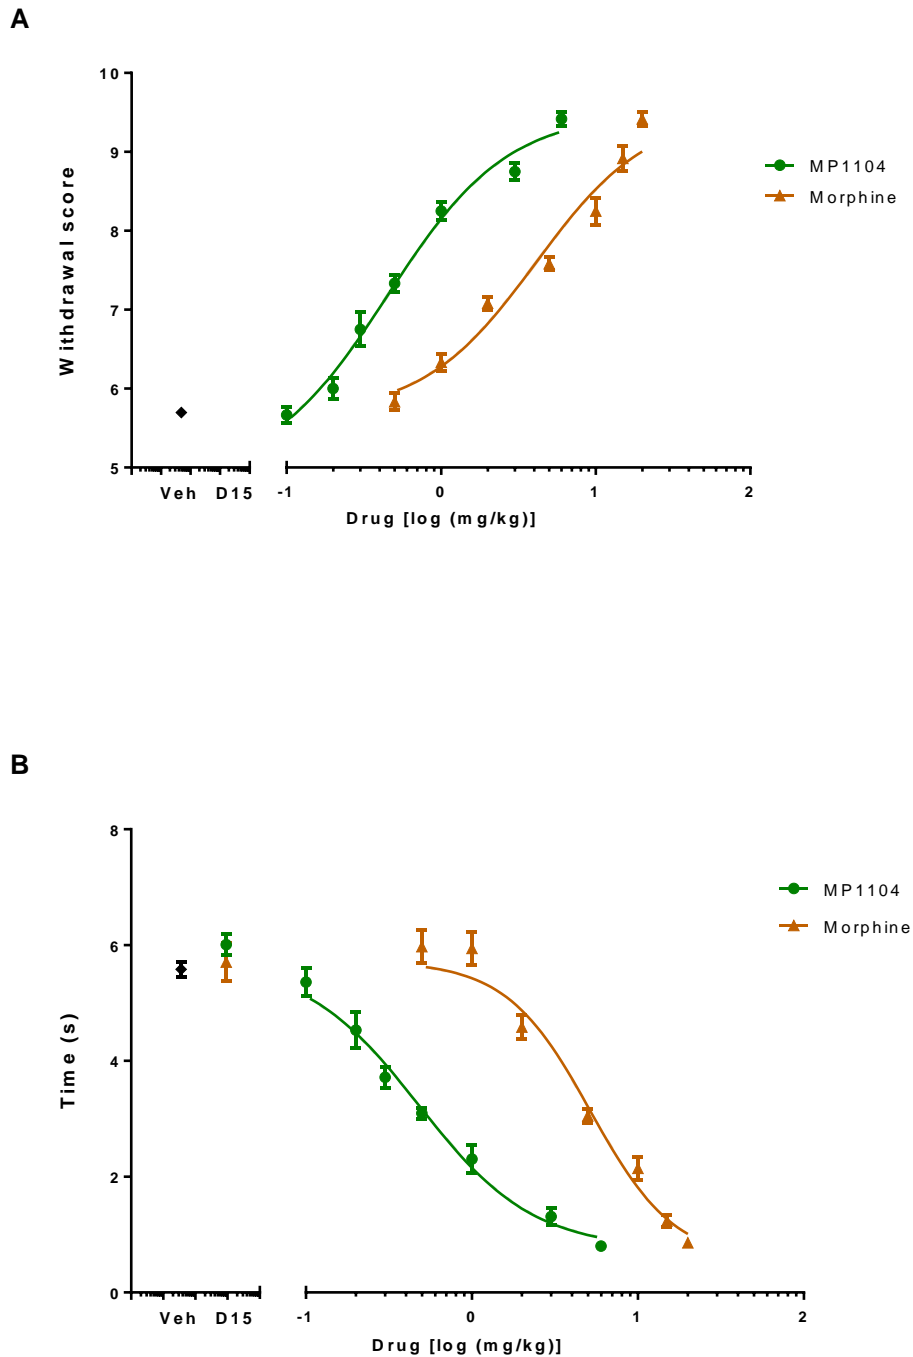 A
10
9
8
7
6
5
Withdrawal score
MP1104
Morphine
Veh D15 -1 0 1 2
Drug [log (mg/kg)]
B
8
6
4
2
0
Time (s)
MP1104
Morphine
Veh D15 -1 0 1 2
Drug [log (mg/kg)]